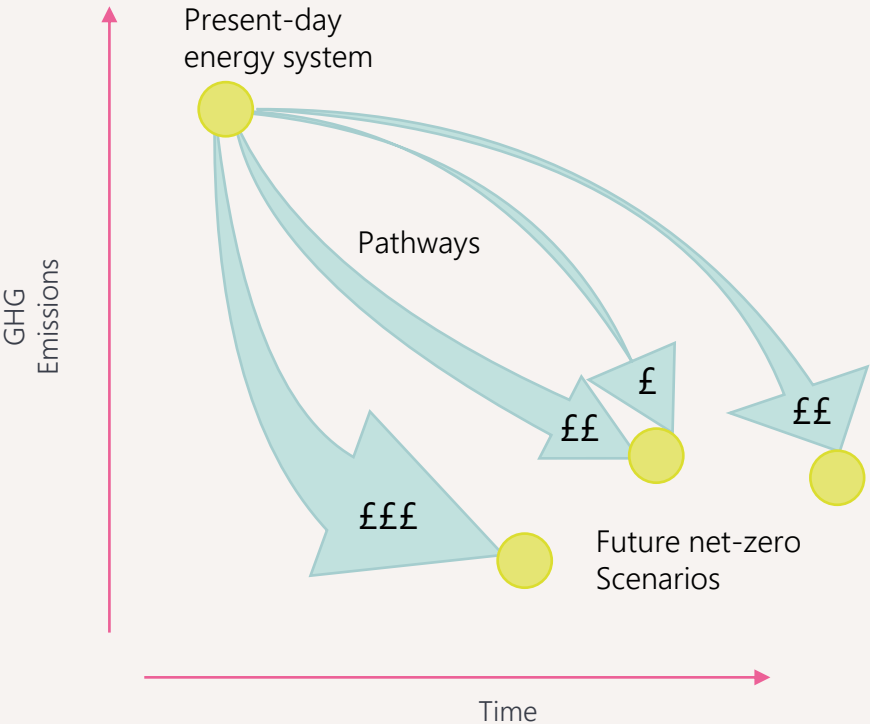 Present-day
energy system
Pathways
GHG
Emissions
£
££
££
£££
Future net-zero
Scenarios
Time